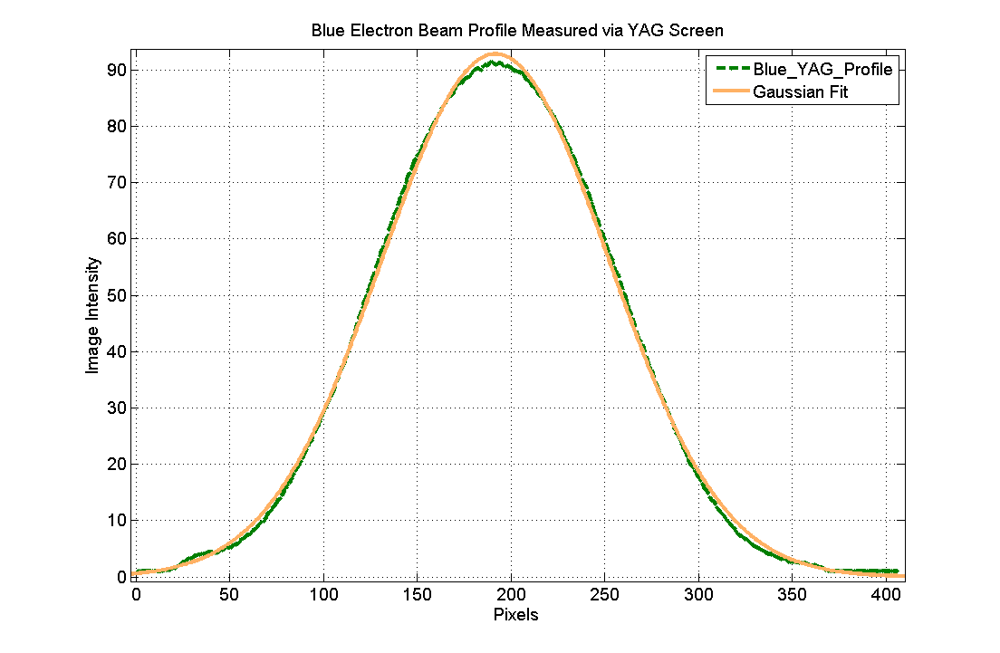 Blue Electron Beam Profile Measured via YAG Screen
Blue_YAG_Profile
Gaussian Fit
Image Intensity
90
80
70
60
50
40
30
20
10
0
0 50 100 150 200 250 300 350 400
Pixels